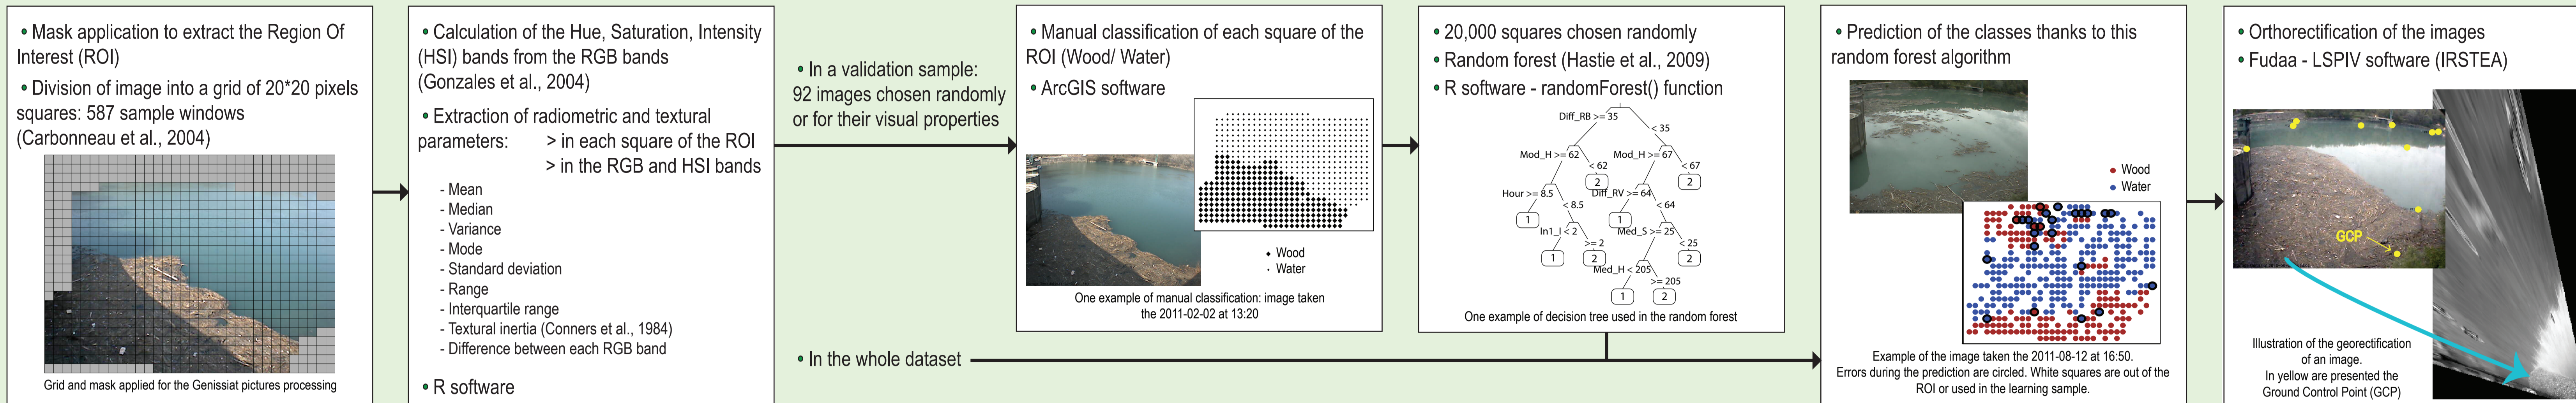 • Mask application to extract the Region Of
Interest (ROI)
• Division of image into a grid of 20*20 pixels
squares: 587 sample windows
(Carbonneau et al., 2004)
Grid and mask applied for the Genissiat pictures processing
• Calculation of the Hue, Saturation, Intensity
(HSI) bands from the RGB bands
(Gonzales et al., 2004)
• Extraction of radiometric and textural
parameters: > in each square of the ROI
> in the RGB and HSI bands
- Mean
- Median
- Variance
- Mode
- Standard deviation
- Range
- Interquartile range
- Textural inertia (Conners et al., 1984)
- Difference between each RGB band
• R software
• In a validation sample:
92 images chosen randomly
or for their visual properties
• In the whole dataset
• Manual classification of each square of the
ROI (Wood/ Water)
• ArcGIS software
Wood
Water
One example of manual classification: image taken
the 2011-02-02 at 13:20
• 20,000 squares chosen randomly
• Random forest (Hastie et al., 2009)
• R software - randomForest() function
Diff_RB >= 35
< 35
Mod_H >= 62
Mod_H >= 67
< 62
< 67
2
2
Hour >= 8.5
Diff_RV >= 64
1
< 8.5
1
< 64
In1_I < 2
Med_S >= 25
>= 2
< 25
1
2
2
Med_H < 205
>= 205
1
2
One example of decision tree used in the random forest
• Prediction of the classes thanks to this
random forest algorithm
Wood
Water
Example of the image taken the 2011-08-12 at 16:50.
Errors during the prediction are circled. White squares are out of the
ROI or used in the learning sample.
• Orthorectification of the images
• Fudaa - LSPIV software (IRSTEA)
GCP
Illustration of the georectification
of an image.
In yellow are presented the
Ground Control Point (GCP)